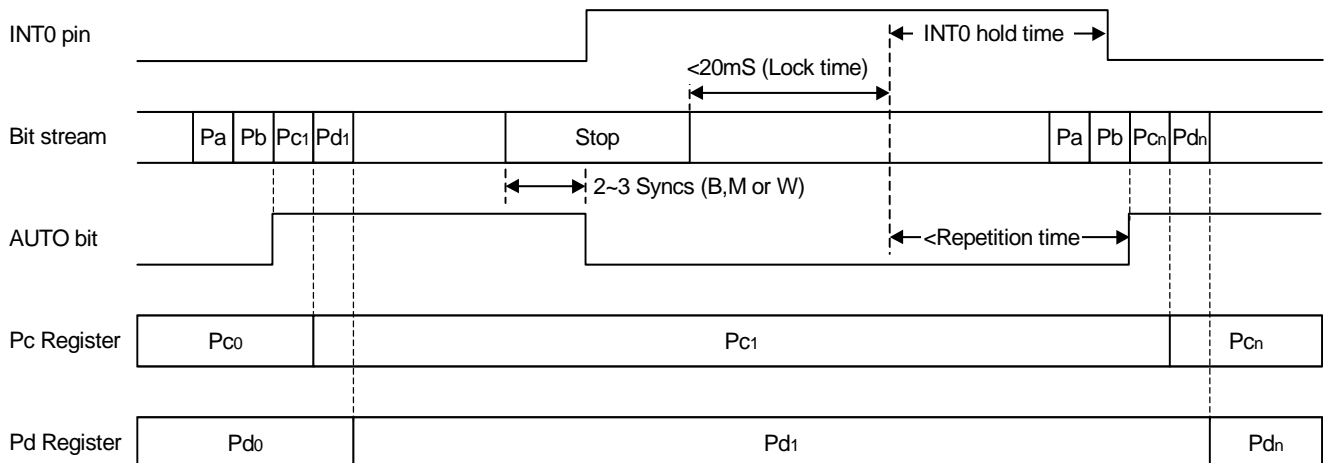 INT0 pin
INT0 hold time
<20mS (Lock time)
Bit stream
Pa Pb Pc1 Pd1 Stop Pa Pb Pcn Pdn
2~3 Syncs (B,M or W)
AUTO bit
<Repetition time
Pc Register Pc0 Pc1 Pcn
Pd Register Pd0 Pd1 Pdn